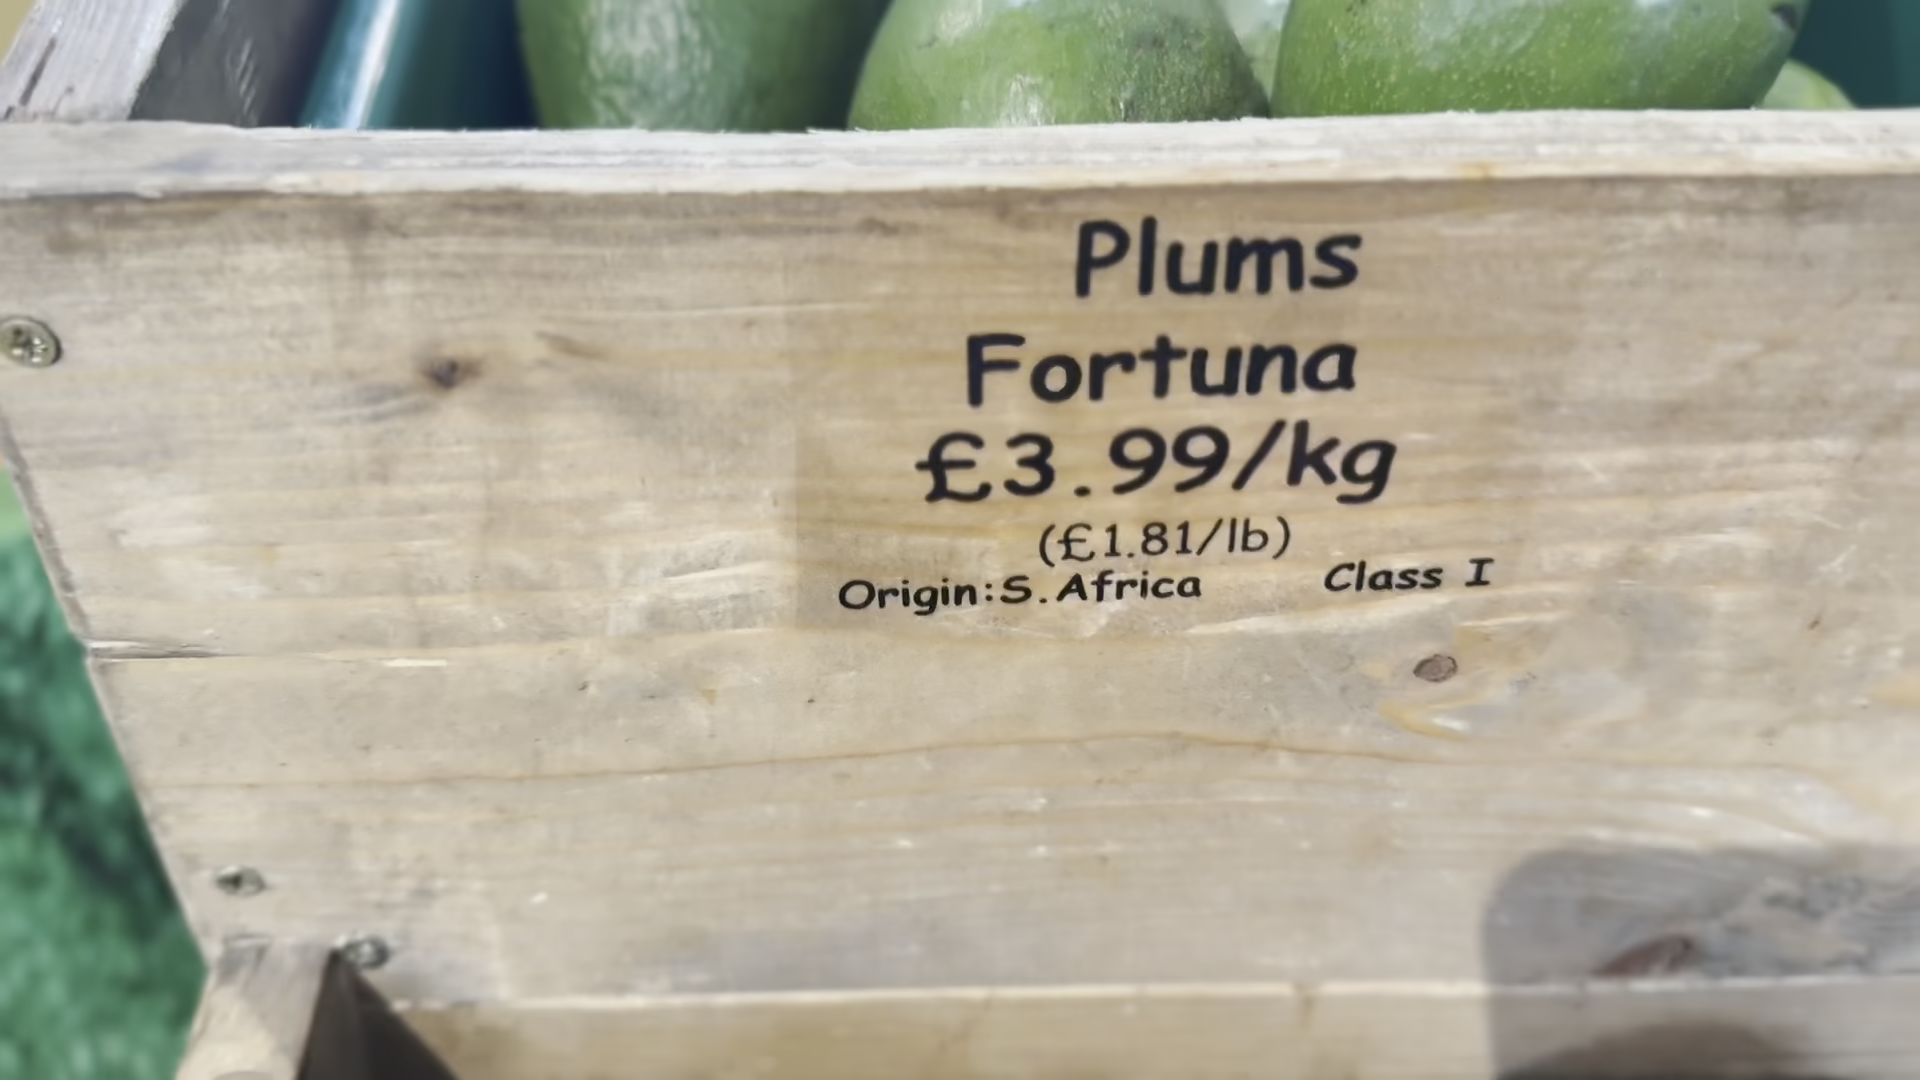 Plums
Fortuna
£3.99/kg
(£1.81/lb)
Origin:S.Africa Class I